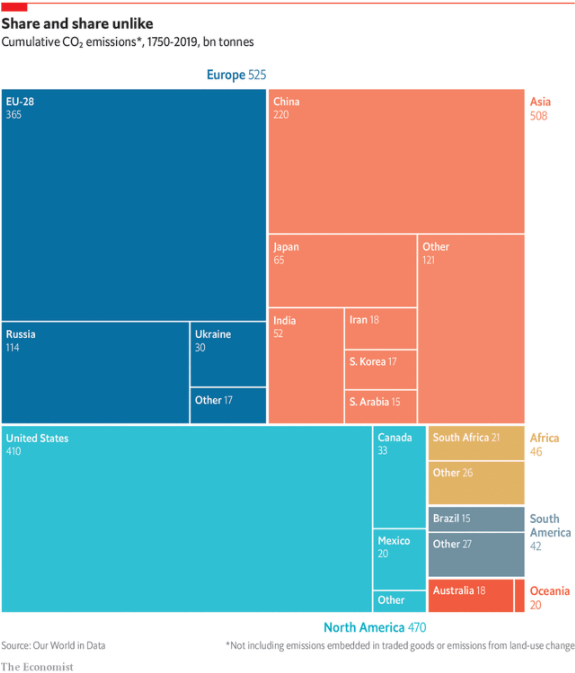 Share and share unlike
Cumulative CO₂ emissions*, 1750-2019, bn tonnes
Europe 525
EU-28
365
China
220
Asia
508
Japan
65
Other
121
India
52
Iran 18
S. Korea 17
S. Arabia 15
Russia
114
Ukraine
30
Other 17
United States
410
Canada
33
Mexico
20
Other
South Africa 21
Other 26
Africa
46
Brazil 15
Other 27
South
America
42
Australia 18
Oceania
20
North America 470
Source: Our World in Data
*Not including emissions embedded in traded goods or emissions from land-use change
The Economist